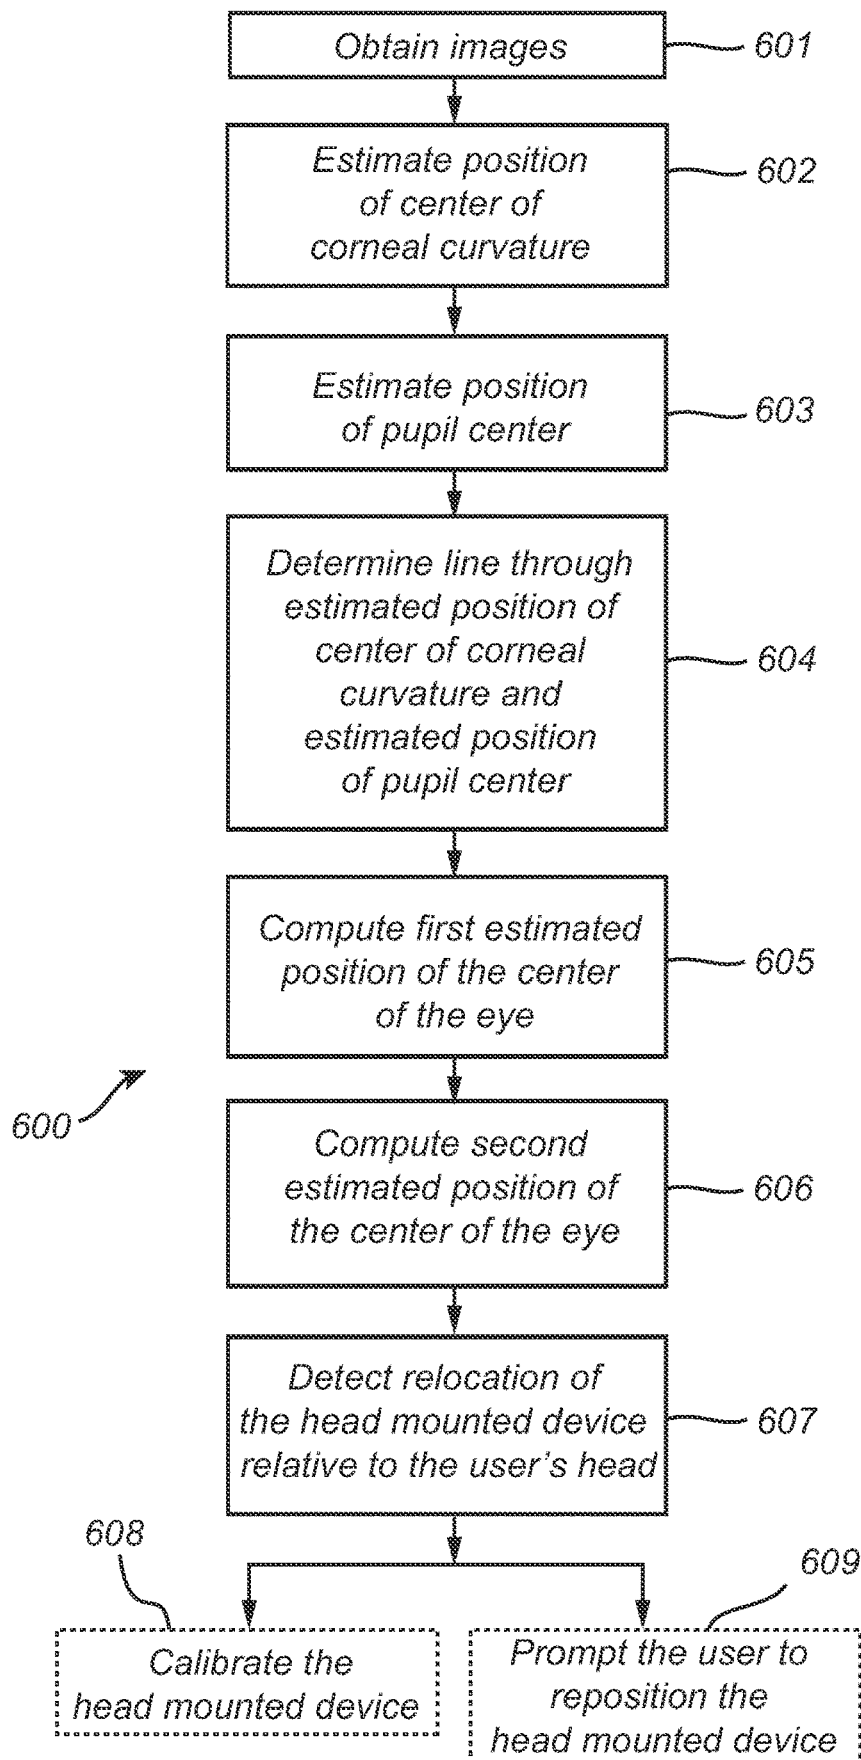 Obtain images
601
Estimate position
of center of
corneal curvature
602
Estimate position
of pupil center
603
Determine line through
estimated position of
center of corneal
curvature and
estimated position
of pupil center
604
Compute first estimated
position of the center
of the eye
605
600
Compute second
estimated position of
the center of the eye
606
Detect relocation of
the head mounted device
relative to the user's head
607
608
Calibrate the
head mounted device
609
Prompt the user to
reposition the
head mounted device